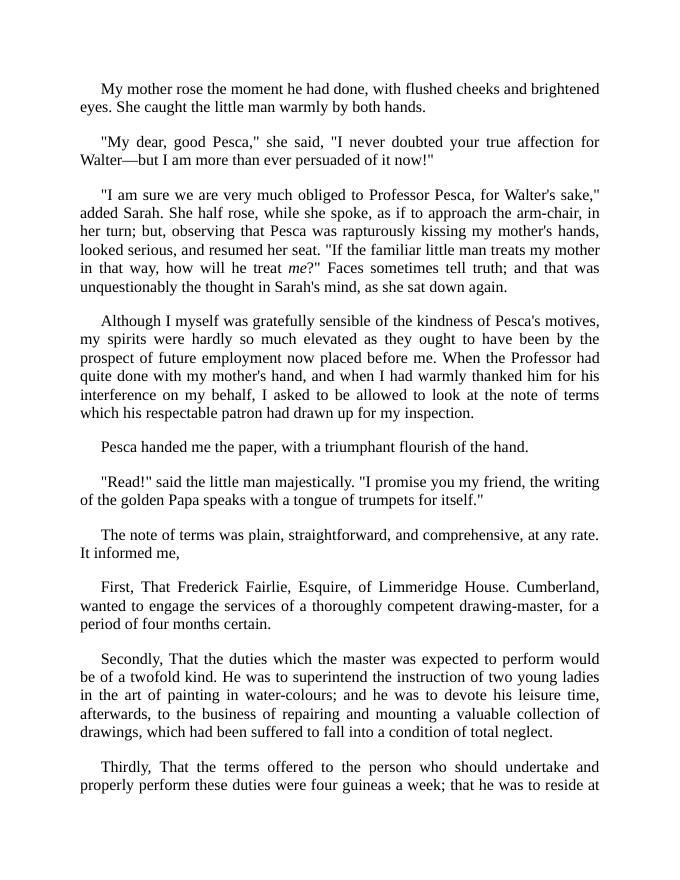 My mother rose the moment he had done, with flushed cheeks and brightened
eyes. She caught the little man warmly by both hands.
"My dear, good Pesca," she said, "I never doubted your true affection for
Walter—but I am more than ever persuaded of it now!"
"I am sure we are very much obliged to Professor Pesca, for Walter's sake,"
added Sarah. She half rose, while she spoke, as if to approach the arm-chair, in
her turn; but, observing that Pesca was rapturously kissing my mother's hands,
looked serious, and resumed her seat. "If the familiar little man treats my mother
in that way, how will he treat me?" Faces sometimes tell truth; and that was
unquestionably the thought in Sarah's mind, as she sat down again.
Although I myself was gratefully sensible of the kindness of Pesca's motives,
my spirits were hardly so much elevated as they ought to have been by the
prospect of future employment now placed before me. When the Professor had
quite done with my mother's hand, and when I had warmly thanked him for his
interference on my behalf, I asked to be allowed to look at the note of terms
which his respectable patron had drawn up for my inspection.
Pesca handed me the paper, with a triumphant flourish of the hand.
"Read!" said the little man majestically. "I promise you my friend, the writing
of the golden Papa speaks with a tongue of trumpets for itself."
The note of terms was plain, straightforward, and comprehensive, at any rate.
It informed me,
First, That Frederick Fairlie, Esquire, of Limmeridge House. Cumberland,
wanted to engage the services of a thoroughly competent drawing-master, for a
period of four months certain.
Secondly, That the duties which the master was expected to perform would
be of a twofold kind. He was to superintend the instruction of two young ladies
in the art of painting in water-colours; and he was to devote his leisure time,
afterwards, to the business of repairing and mounting a valuable collection of
drawings, which had been suffered to fall into a condition of total neglect.
Thirdly, That the terms offered to the person who should undertake and
properly perform these duties were four guineas a week; that he was to reside at